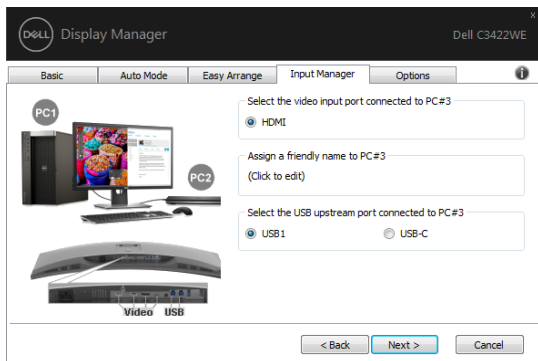 x
DELL Display Manager
Dell C3422WE
Basic Auto Mode Easy Arrange Input Manager Options i
PC1
PC2
Video USB
Select the video input port connected to PC#3
HDMI
Assign a friendly name to PC#3
(Click to edit)
Select the USB upstream port connected to PC#3
USB1 USB-C
< Back Next > Cancel